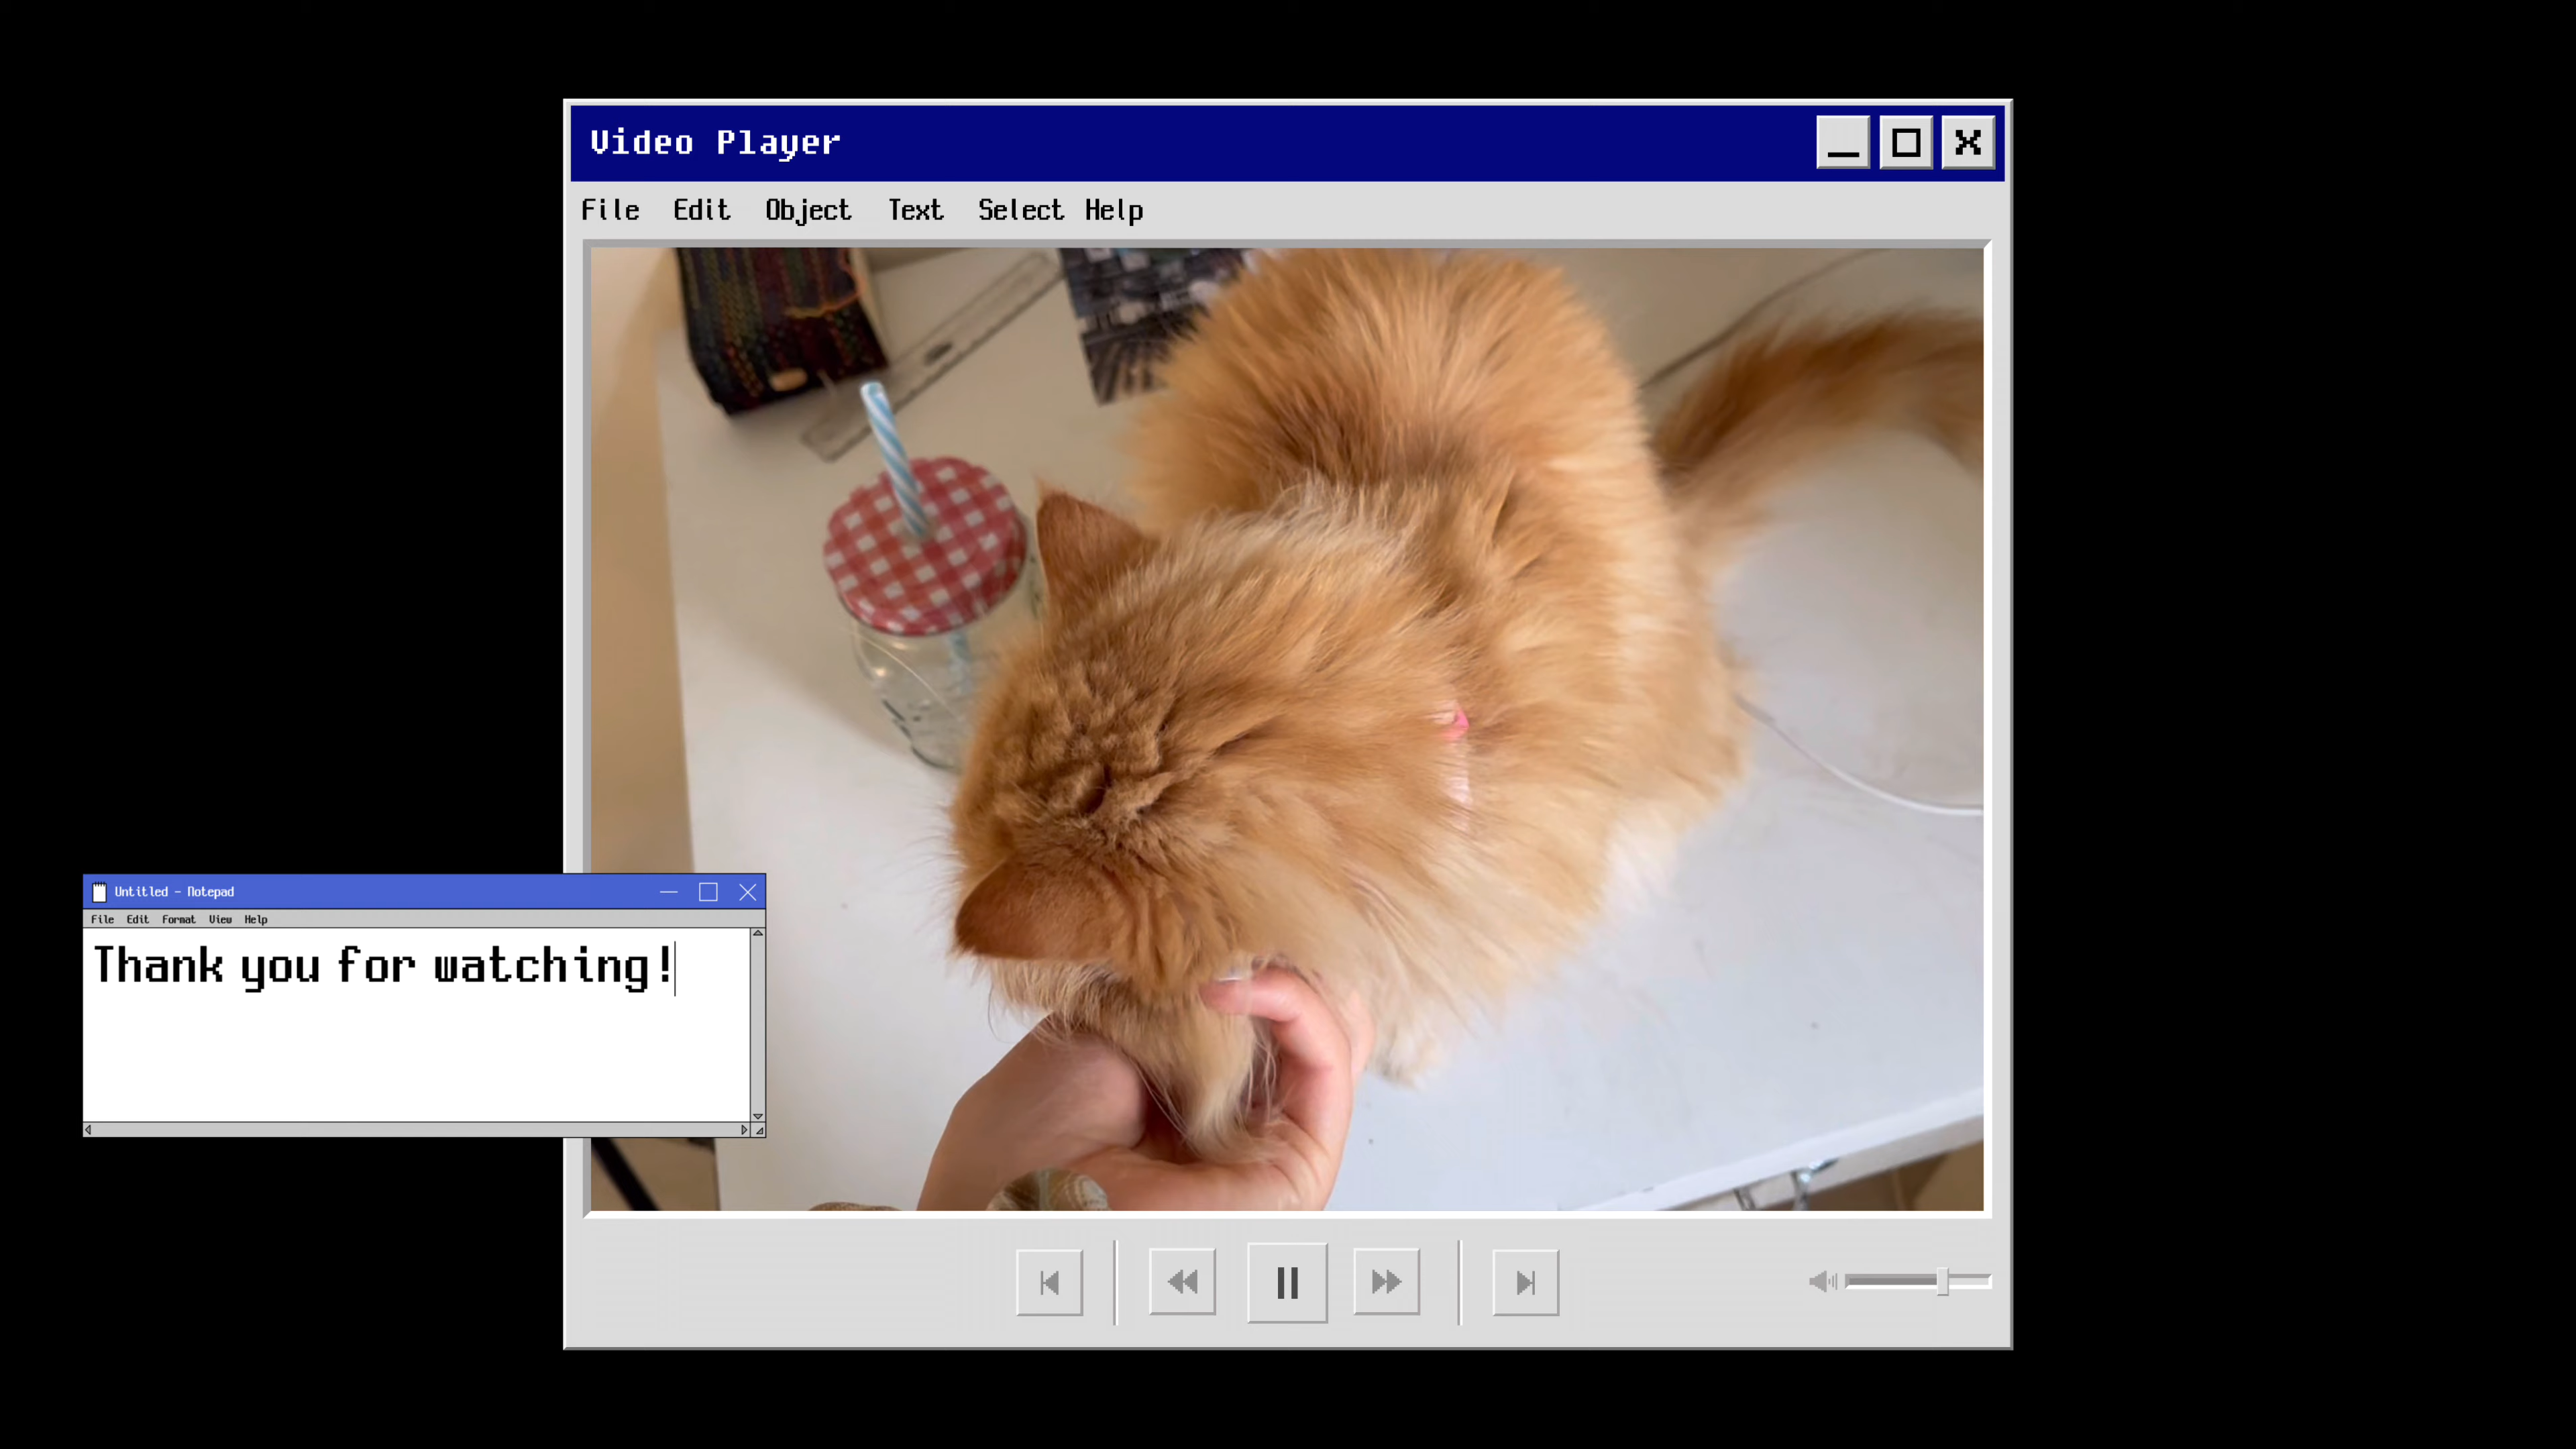 Video Player
File Edit Object Text Select Help
Untitled - Notepad
File Edit Format View Help
Thank you for watching!